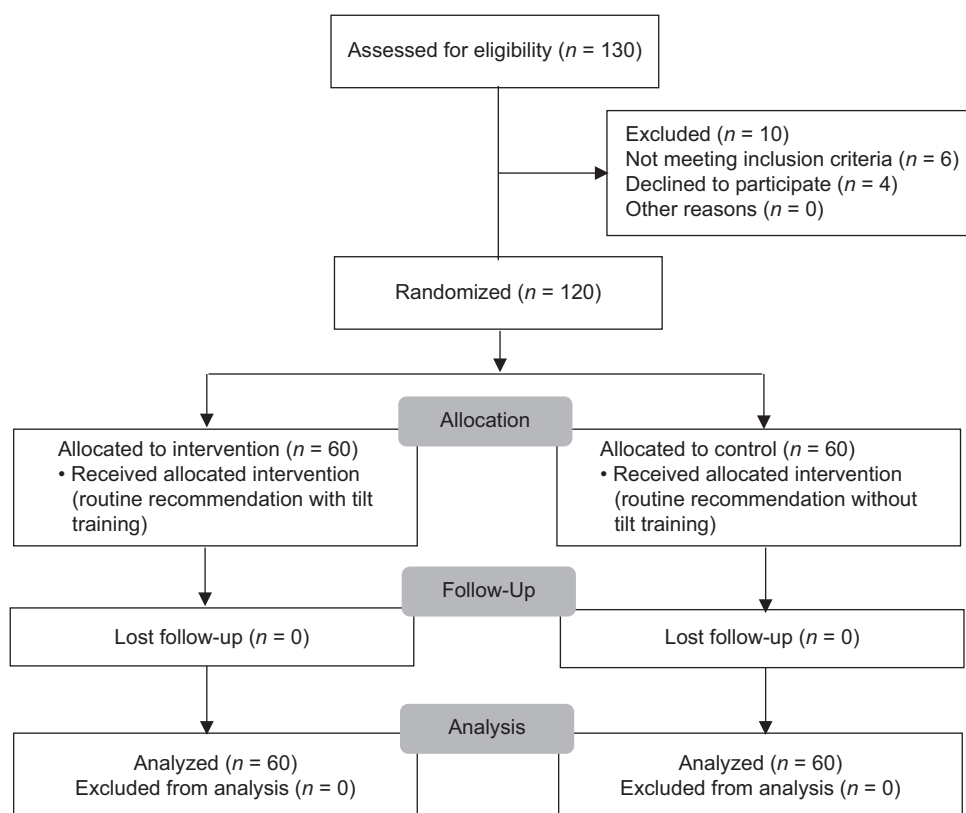 Assessed for eligibility (n = 130)
Excluded (n = 10)
Not meeting inclusion criteria (n = 6)
Declined to participate (n = 4)
Other reasons (n = 0)
Randomized (n = 120)
Allocation
Allocated to intervention (n = 60)
• Received allocated intervention
(routine recommendation with tilt
training)
Allocated to control (n = 60)
• Received allocated intervention
(routine recommendation without
tilt training)
Follow-Up
Lost follow-up (n = 0)
Lost follow-up (n = 0)
Analysis
Analyzed (n = 60)
Excluded from analysis (n = 0)
Analyzed (n = 60)
Excluded from analysis (n = 0)